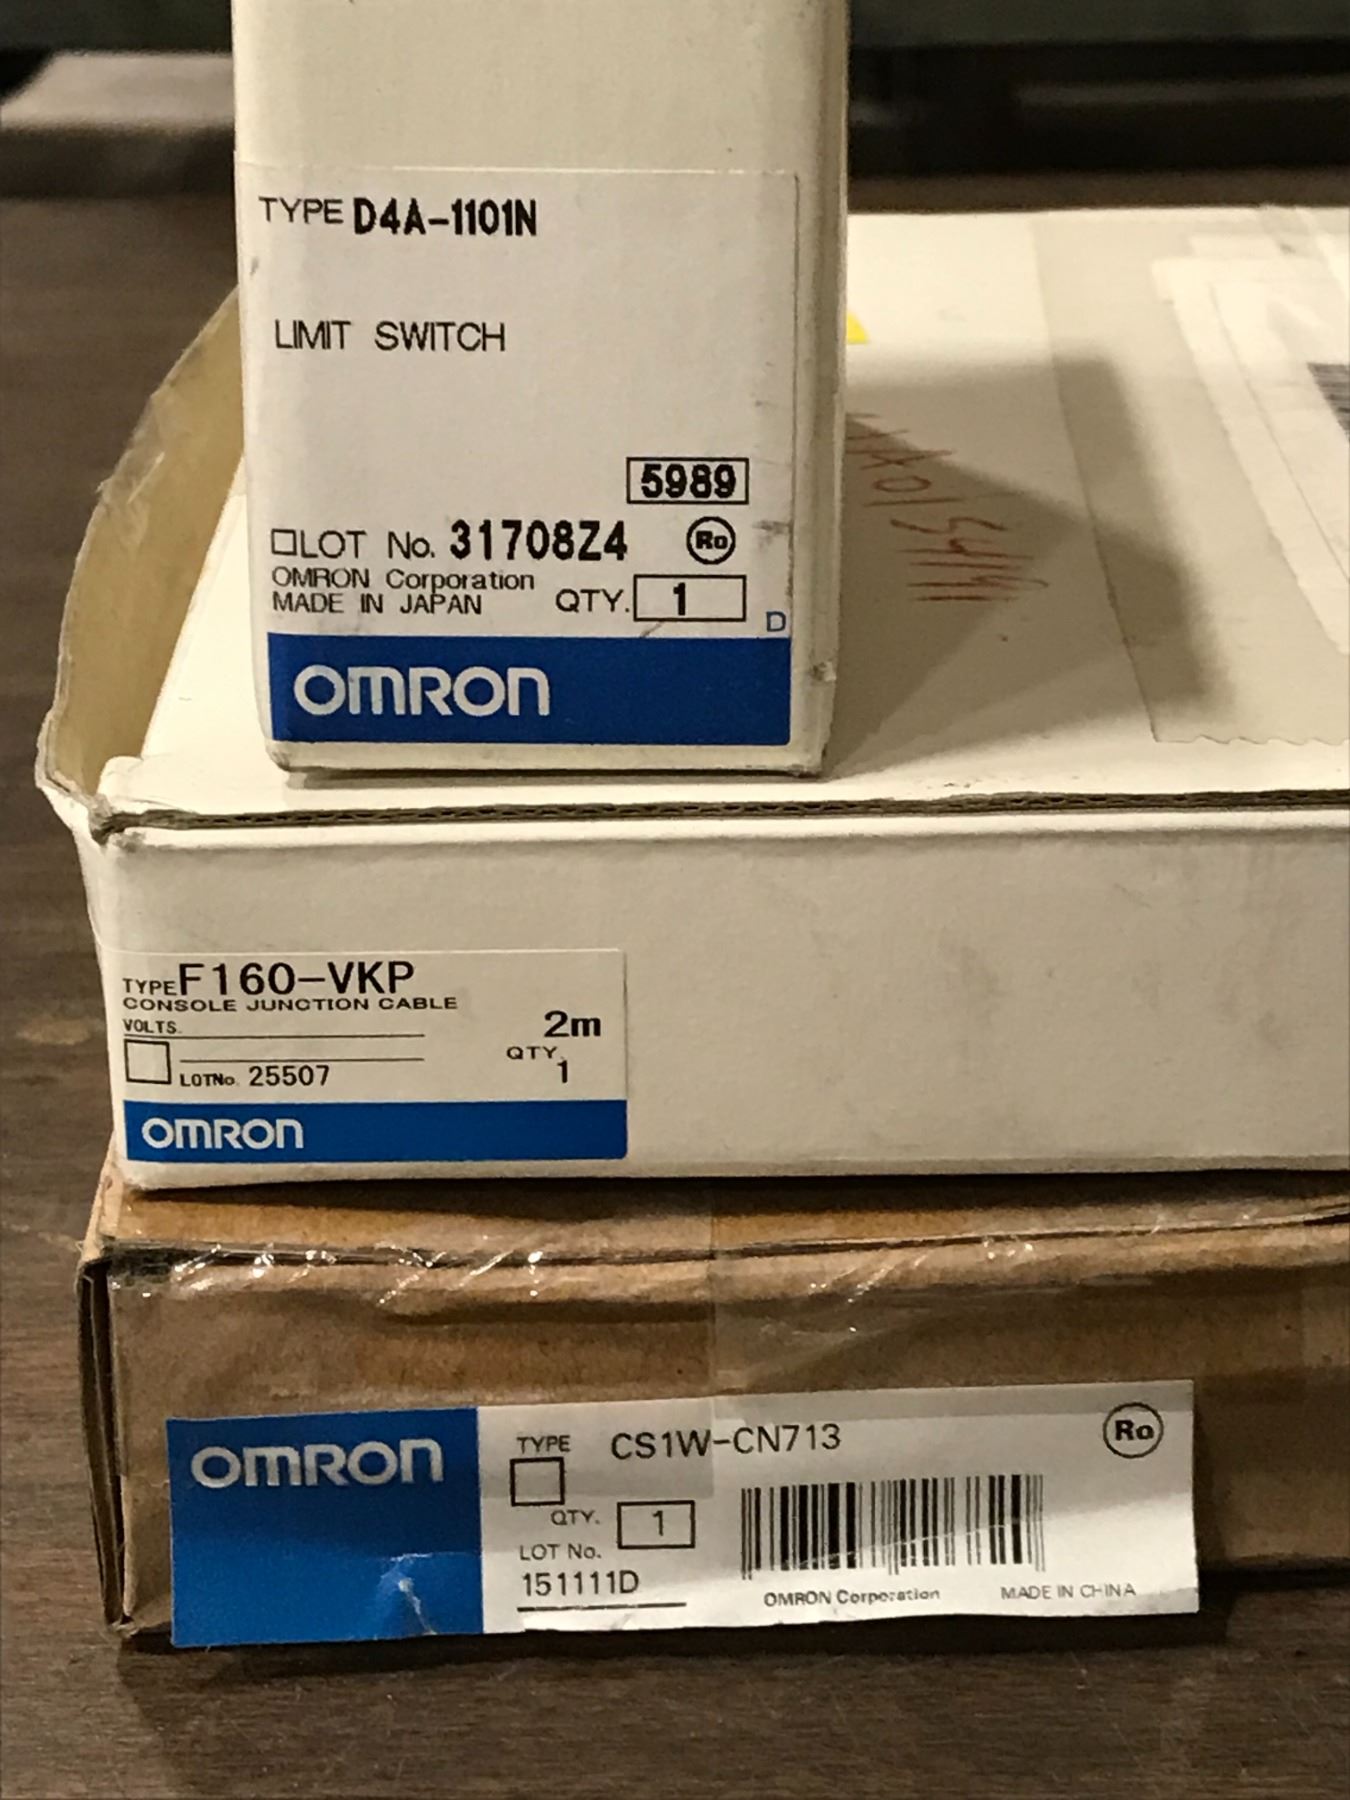 TYPE D4A-1101N
LIMIT SWITCH
5989
LOT No. 31708Z4 Ro
OMRON Corporation
MADE IN JAPAN QTY. 1
D
OMRON
TYPE F160-VKP
CONSOLE JUNCTION CABLE
VOLTS.
2m
QTY.
LOTNo. 25507 1
OMRON
OMRON
TYPE CS1W-CN713 Ro
QTY. 1
LOT No.
151111D
OMRON Corporation MADE IN CHINA